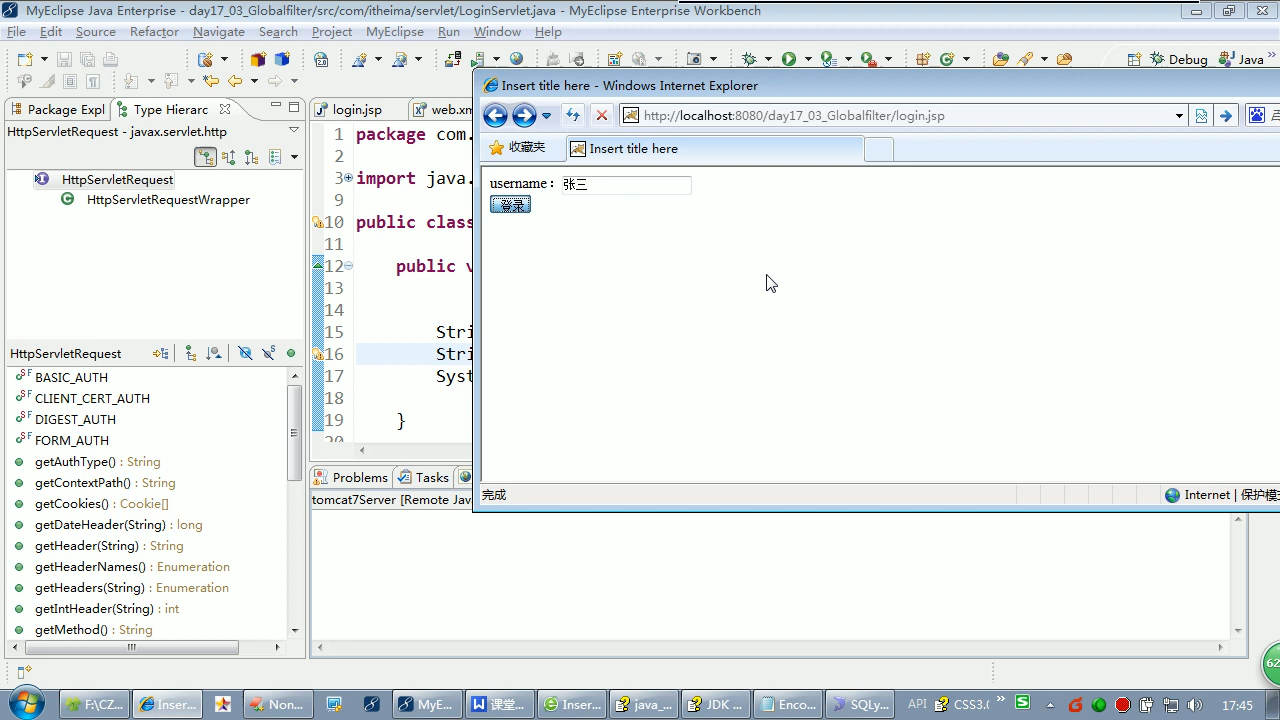 MyEclipse Java Enterprise - day17_03_Globalfilter/src/com/itheima/servlet/LoginServlet.java - MyEclipse Enterprise Workbench
File Edit Source Refactor Navigate Search Project MyEclipse Run Window Help
Debug Java
Package Expl Type Hierarc login.jsp web.xm
HttpServletRequest - javax.servlet.http
HttpServletRequest
HttpServletRequestWrapper
HttpServletRequest
BASIC_AUTH
CLIENT_CERT_AUTH
DIGEST_AUTH
FORM_AUTH
getAuthType() : String
getContextPath() : String
getCookies() : Cookie[]
getDateHeader(String) : long
getHeader(String) : String
getHeaderNames() : Enumeration
getHeaders(String) : Enumeration
getIntHeader(String) : int
getMethod() : String
1 package com.
2
3 import java.
9
10 public class
11
12 public v
13
14
15 Stri
16 Stri
17 Syst
18
19 }
20
Problems Tasks
tomcat7Server [Remote Jav
Insert title here - Windows Internet Explorer
http://localhost:8080/day17_03_Globalfilter/login.jsp
收藏夹 Insert title here
username：张三
登录
完成 Internet | 保护模
62
F:\CZ... Inser... Non... MyE... 课堂... Inser... java_... JDK ... Enco... SQLy... API CSS3.( 17:45